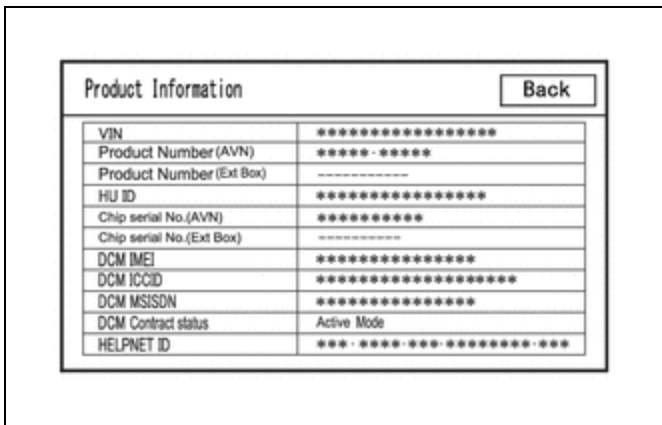 Product Information
Back
VIN *****************
Product Number(AVN) *****-*****
Product Number(Ext Box) -----------
HU ID ****************
Chip serial No.(AVN) **********
Chip serial No.(Ext Box) ----------
DCM IMEI ***************
DCM ICCID *******************
DCM MSISDN ***************
DCM Contract status Active Mode
HELPNET ID ***-****-***-********-***